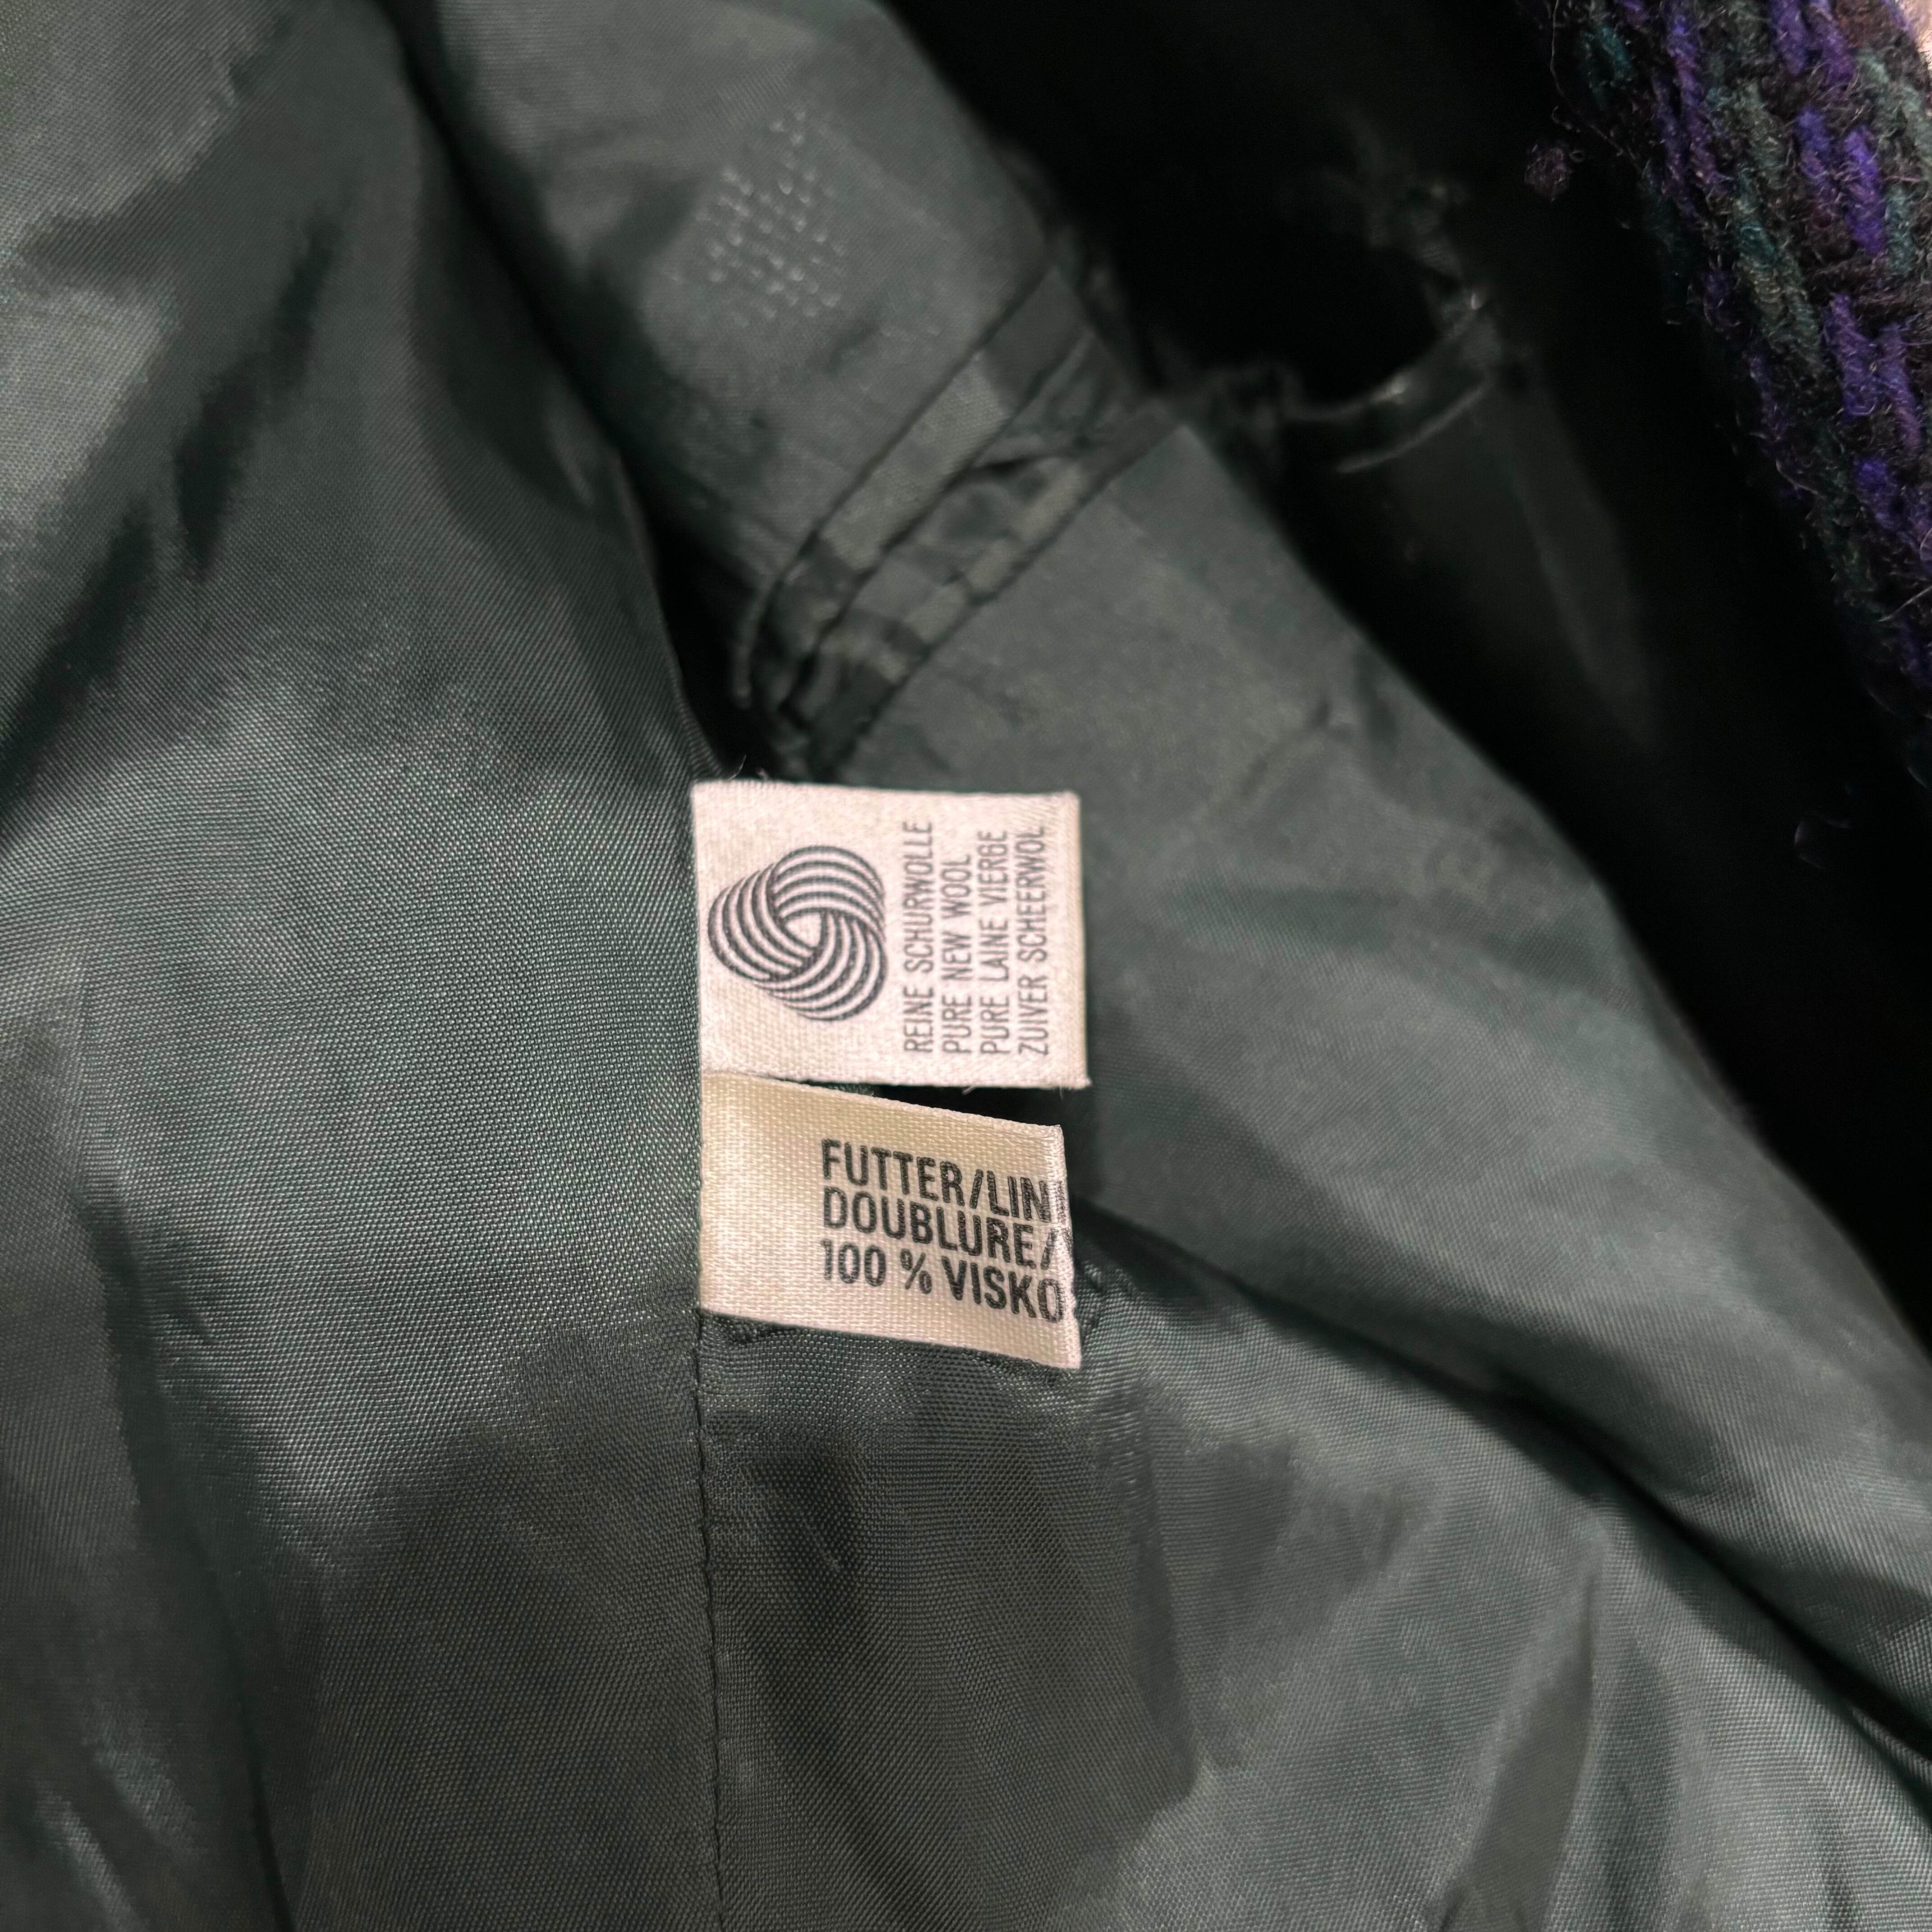 REINE SCHURWOLLE
PURE NEW WOOL
PURE LAINE VIERGE
ZUIVER SCHEERWOL
FUTTER/LIN
DOUBLURE/
100 % VISKO